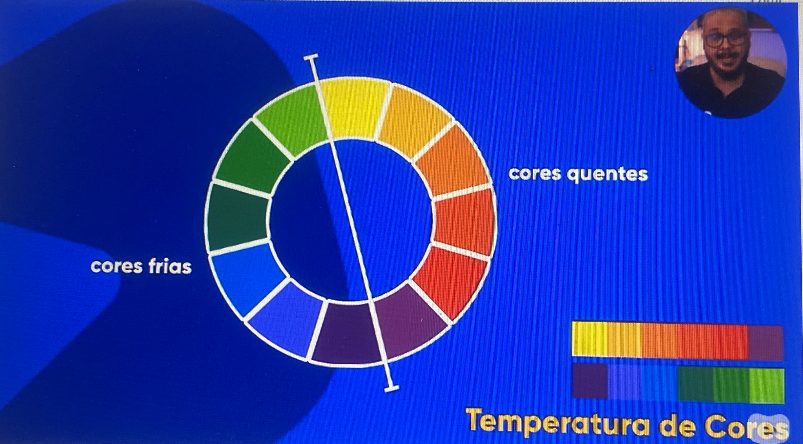 cores quentes
cores frias
Temperatura de Cores